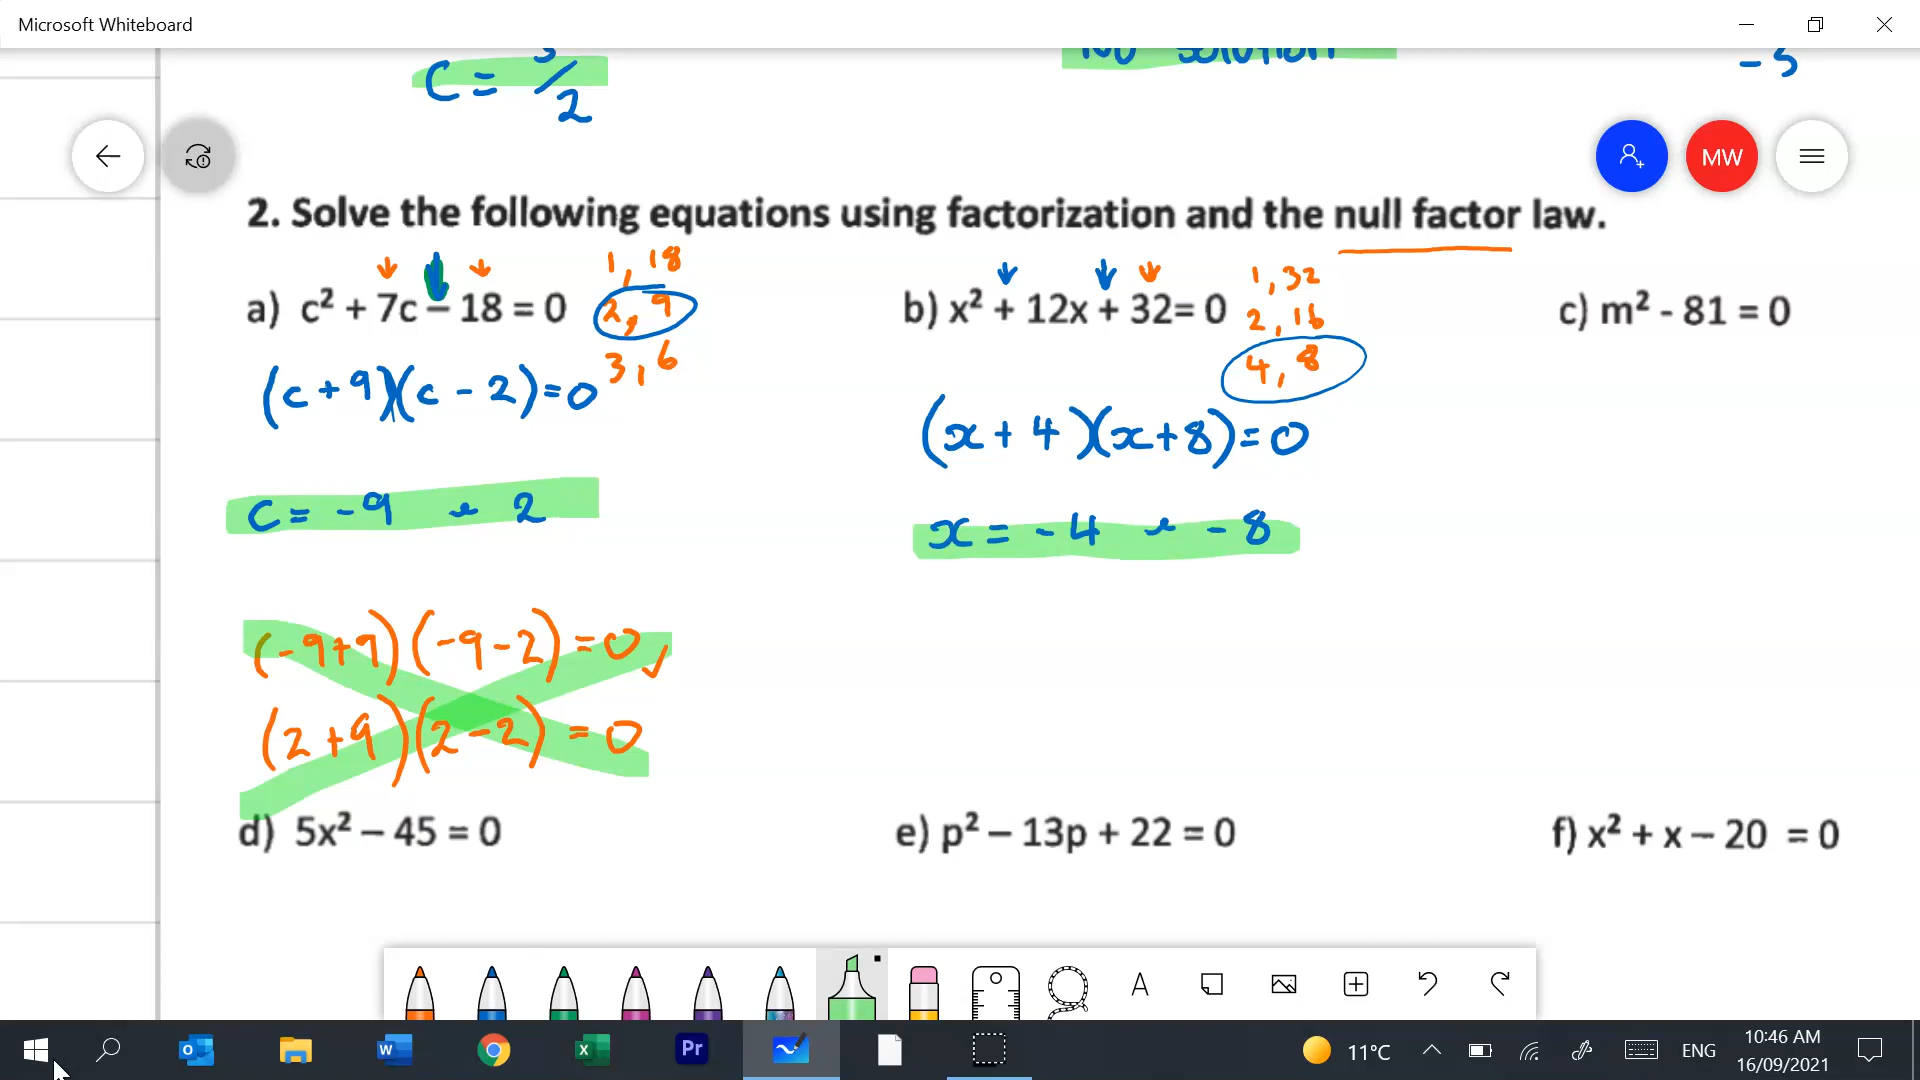 Microsoft Whiteboard
C = 3/2
No solution
- 5
MW
2. Solve the following equations using factorization and the null factor law.
a) c² + 7c – 18 = 0
1, 18
2, 9
3, 6
(c + 9)(c - 2) = 0
c = -9 + 2
(-9+9)(-9-2) = 0 ✓
(2+9)(2-2) = 0
b) x² + 12x + 32= 0
1, 32
2, 16
4, 8
(x + 4)(x+8) = 0
x = -4 + -8
c) m² - 81 = 0
d) 5x² – 45 = 0
e) p² – 13p + 22 = 0
f) x² + x – 20 = 0
A
O
W
X
Pr
11°C
ENG
10:46 AM
16/09/2021